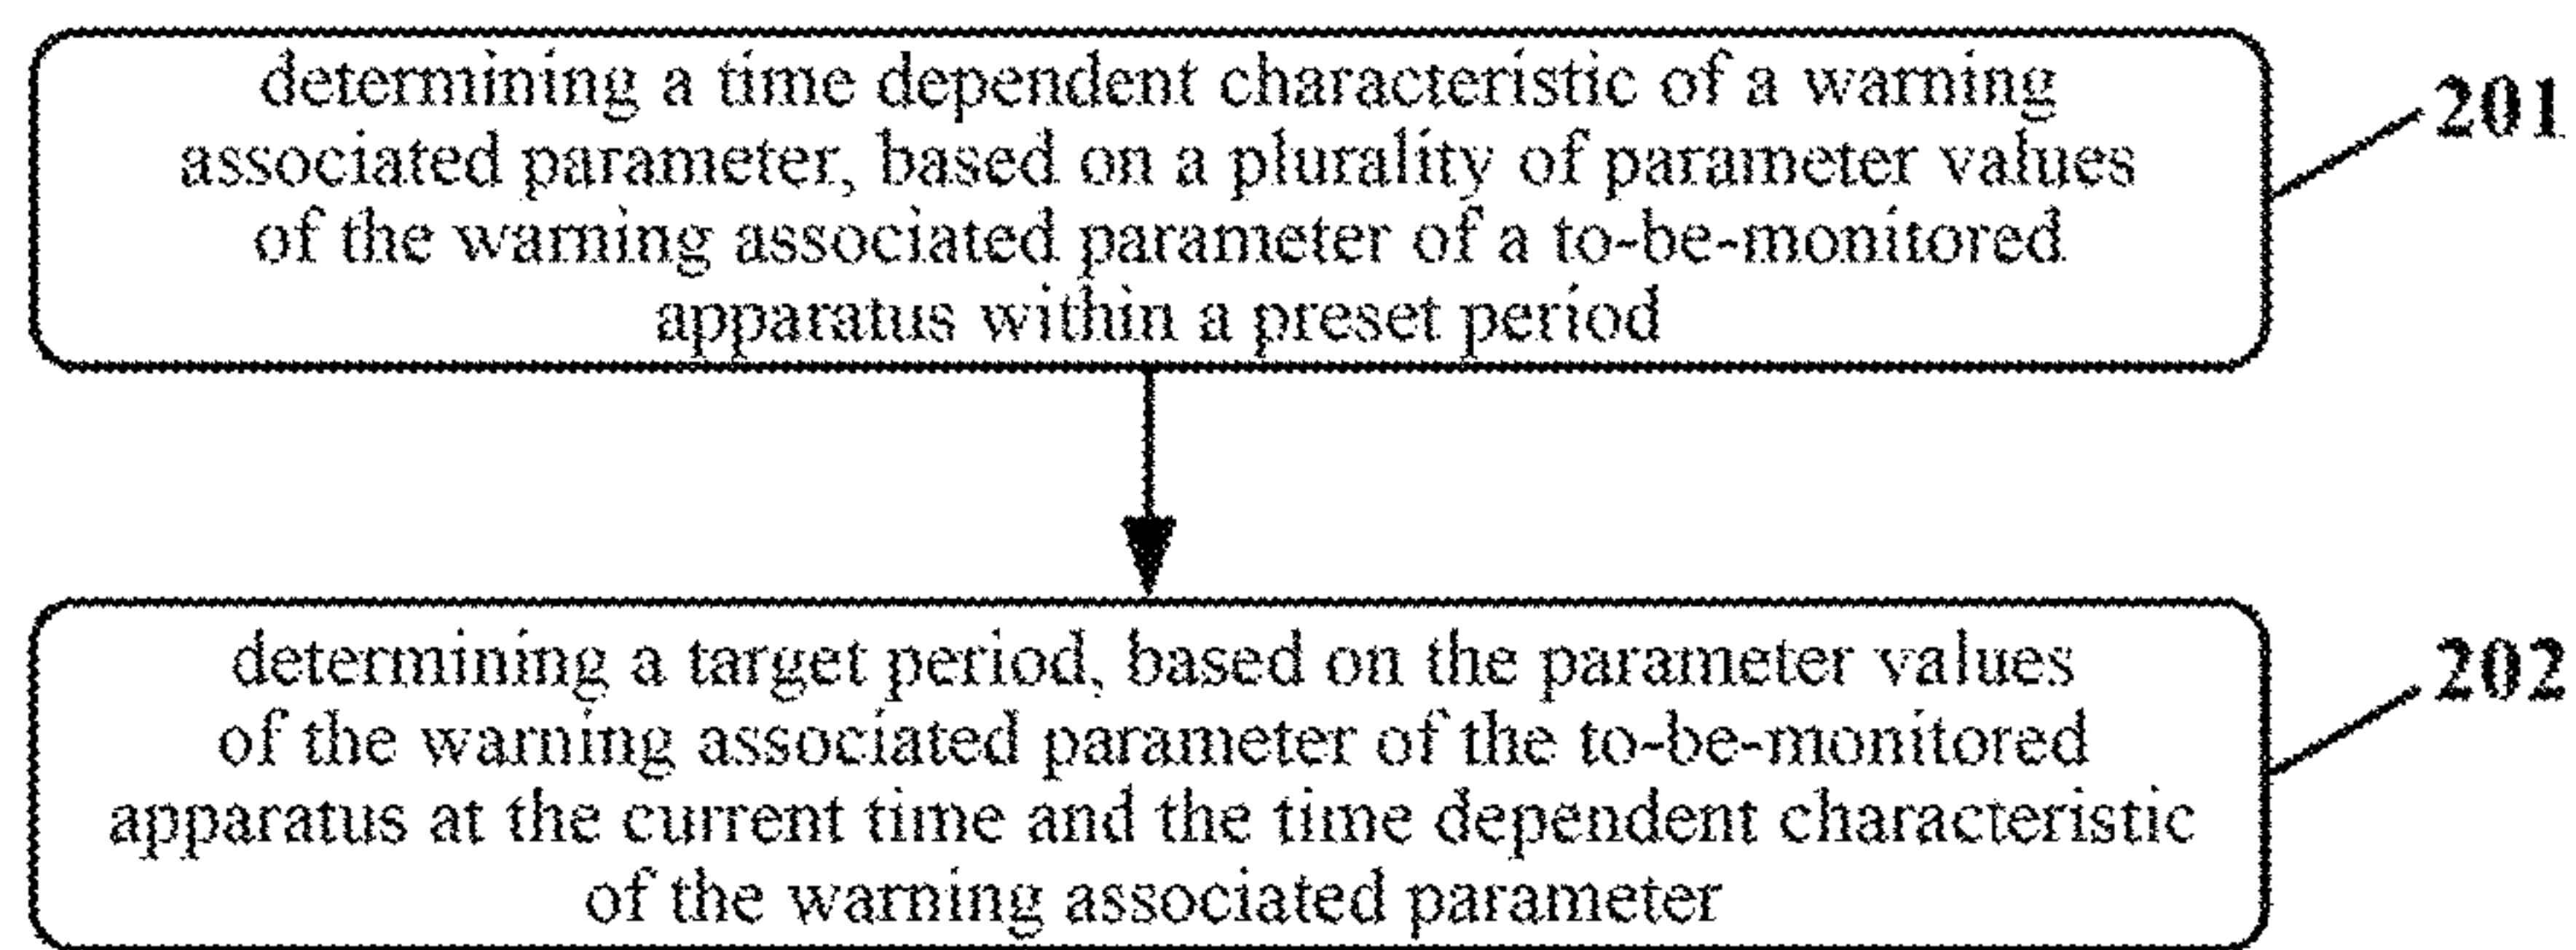 determining a time dependent characteristic of a warning
associated parameter, based on a plurality of parameter values
of the warning associated parameter of a to-be-monitored
apparatus within a preset period
201
determining a target period, based on the parameter values
of the warning associated parameter of the to-be-monitored
apparatus at the current time and the time dependent characteristic
of the warning associated parameter
202